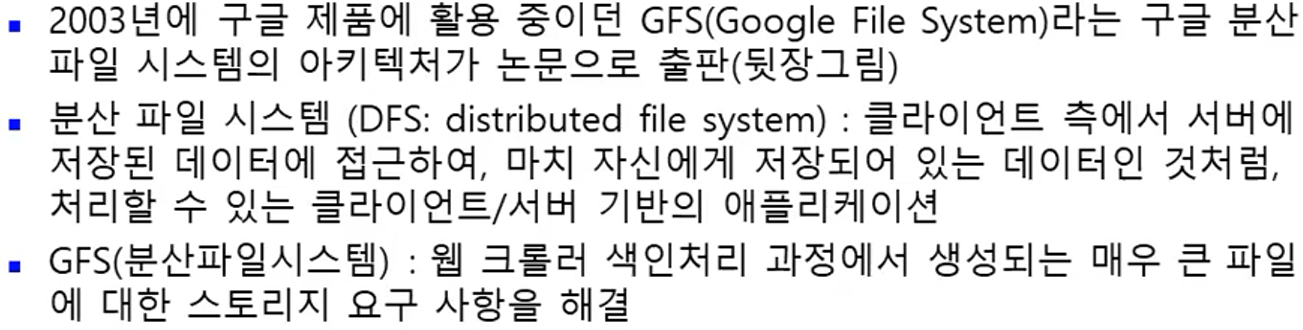 ▪ 2003년에 구글 제품에 활용 중이던 GFS(Google File System)라는 구글 분산
파일 시스템의 아키텍처가 논문으로 출판(뒷장그림)
▪ 분산 파일 시스템 (DFS: distributed file system) : 클라이언트 측에서 서버에
저장된 데이터에 접근하여, 마치 자신에게 저장되어 있는 데이터인 것처럼,
처리할 수 있는 클라이언트/서버 기반의 애플리케이션
▪ GFS(분산파일시스템) : 웹 크롤러 색인처리 과정에서 생성되는 매우 큰 파일
에 대한 스토리지 요구 사항을 해결